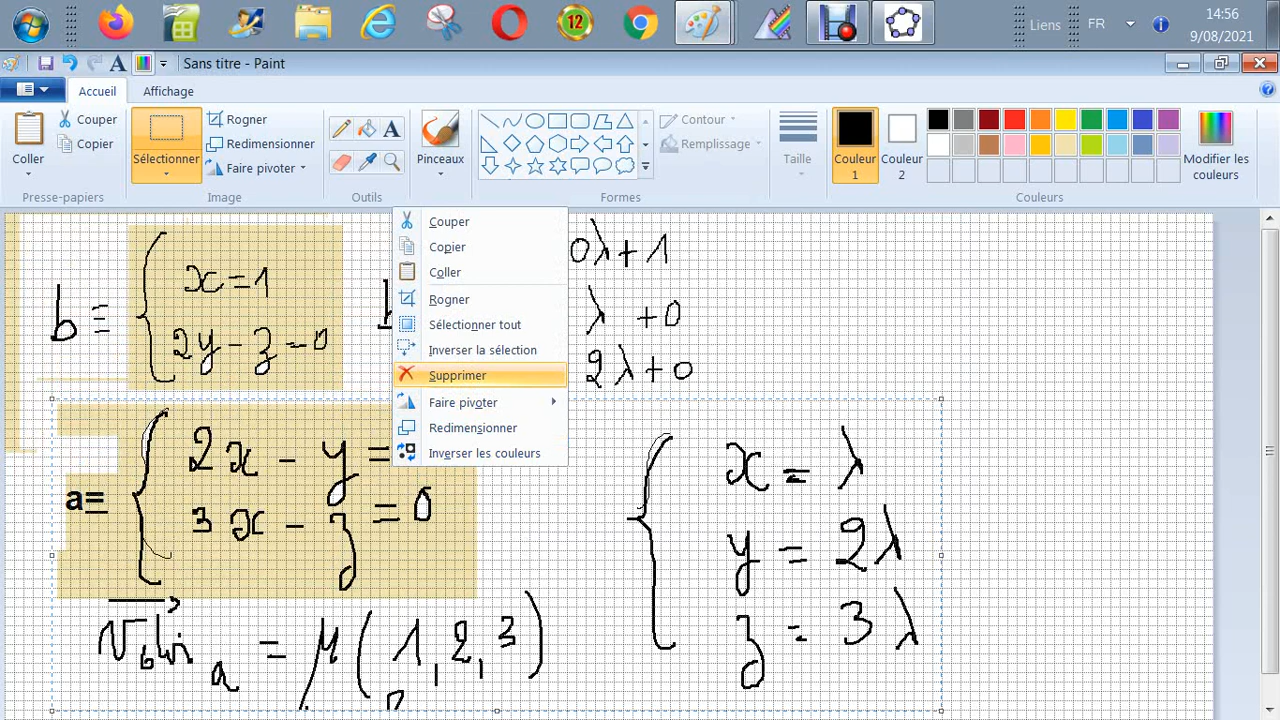 14:56
Liens FR 9/08/2021
12
Sans titre - Paint
Accueil Affichage
Coller
Couper
Copier
Presse-papiers
Sélectionner
Rogner
Redimensionner
Faire pivoter
Image
A
Outils
Pinceaux
Contour
Remplissage
Formes
Taille
Couleur 1
Couleur 2
Modifier les couleurs
Couleurs
Couper
Copier
Coller
Rogner
Sélectionner tout
Inverser la sélection
Supprimer
Faire pivoter
Redimensionner
Inverser les couleurs
b ≡ { x = 1
2y - z = 0
0λ + 1
λ + 0
2λ + 0
a= { 2x - y =
3x - z = 0
{ x = λ
y = 2λ
z = 3λ
= μ (1, 2, 3)